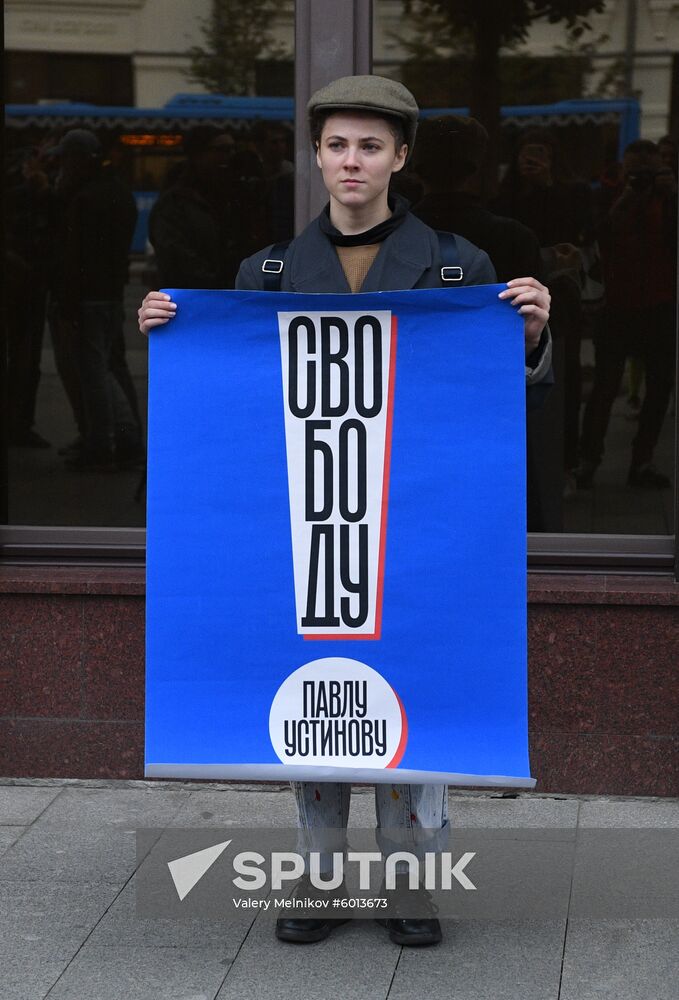 СВО
БО
ДУ
ПАВЛУ
УСТИНОВУ
SPUTNIK
Valery Melnikov #6013673